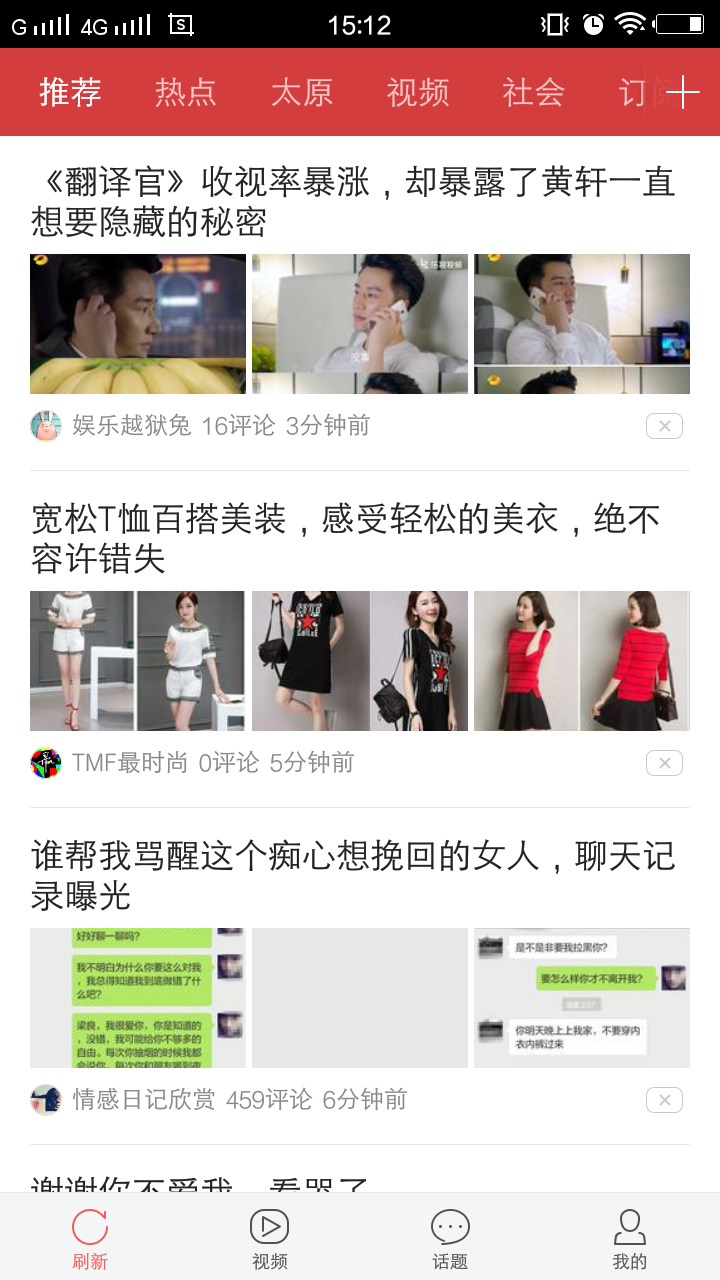 G 4G S 15:12
推荐 热点 太原 视频 社会 订阅
《翻译官》收视率暴涨，却暴露了黄轩一直
想要隐藏的秘密
娱乐越狱兔 16评论 3分钟前
宽松T恤百搭美装，感受轻松的美衣，绝不
容许错失
TMF最时尚 0评论 5分钟前
谁帮我骂醒这个痴心想挽回的女人，聊天记
录曝光
好好聊一聊吗?
我不明白为什么你要这么对我
，我总得知道我到底做错了什
么吧?
梁良，我很爱你，你是知道的
，没错，我可能给你不够多的
自由。每次你抽烟的时候我都
是不是非要我拉黑你?
要怎么样你才不离开我?
你明天晚上上我家，不要穿内
衣内裤过来
情感日记欣赏 459评论 6分钟前
谢谢你不爱我，看哭了
刷新 视频 话题 我的